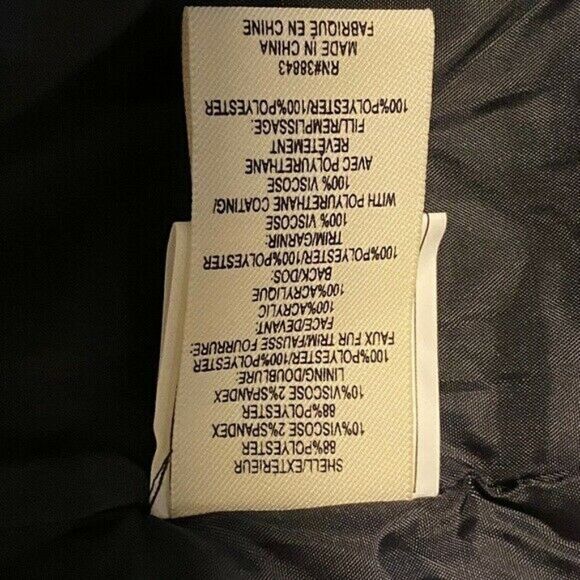 SHELL/EXTÉRIEUR
88%POLYESTER
10%VISCOSE 2%SPANDEX
88%POLYESTER
10%VISCOSE 2%SPANDEX
LINING/DOUBLURE:
100%POLYESTER/100%POLYESTER
FAUX FUR TRIM/FAUSSE FOURRURE:
FACE/DEVANT:
100%ACRYLIC
100%ACRYLIQUE
BACK/DOS:
100%POLYESTER/100%POLYESTER
TRIM/GARNIR:
100% VISCOSE
WITH POLYURETHANE COATING/
100% VISCOSE
AVEC POLYURETHANE
REVÊTEMENT
FILL/REMPLISSAGE:
100%POLYESTER/100%POLYESTER
RN#38843
MADE IN CHINA
FABRIQUÉ EN CHINE